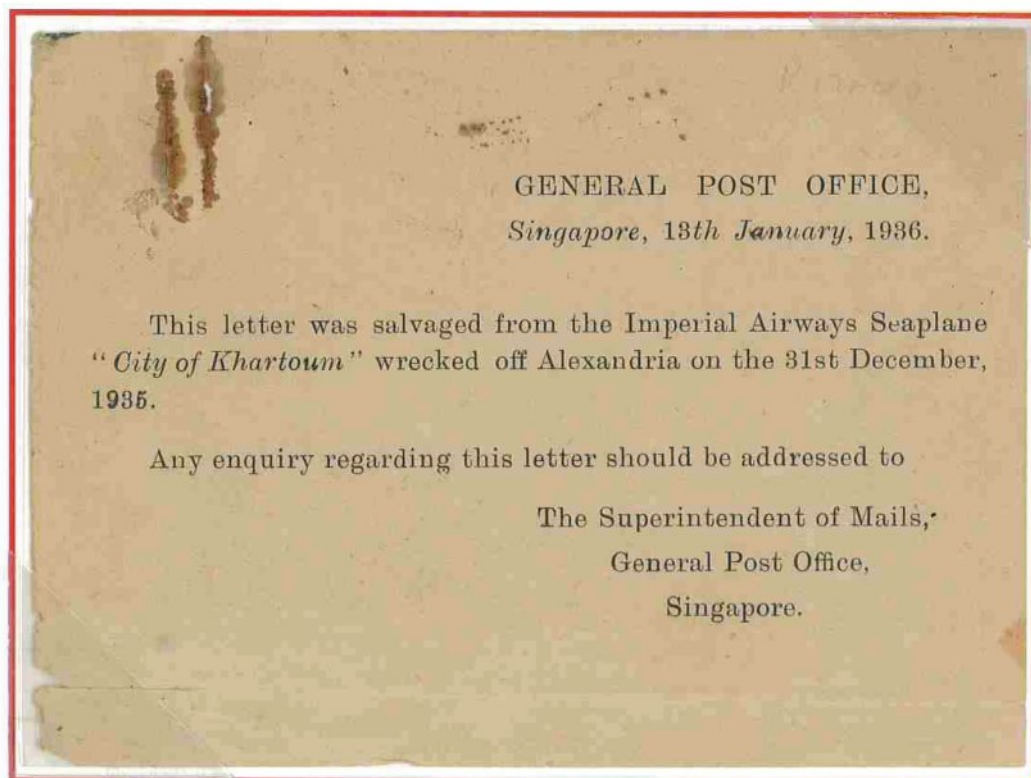 GENERAL POST OFFICE,
Singapore, 13th January, 1936.
This letter was salvaged from the Imperial Airways Seaplane
"City of Khartoum" wrecked off Alexandria on the 31st December,
1935.
Any enquiry regarding this letter should be addressed to
The Superintendent of Mails,
General Post Office,
Singapore.